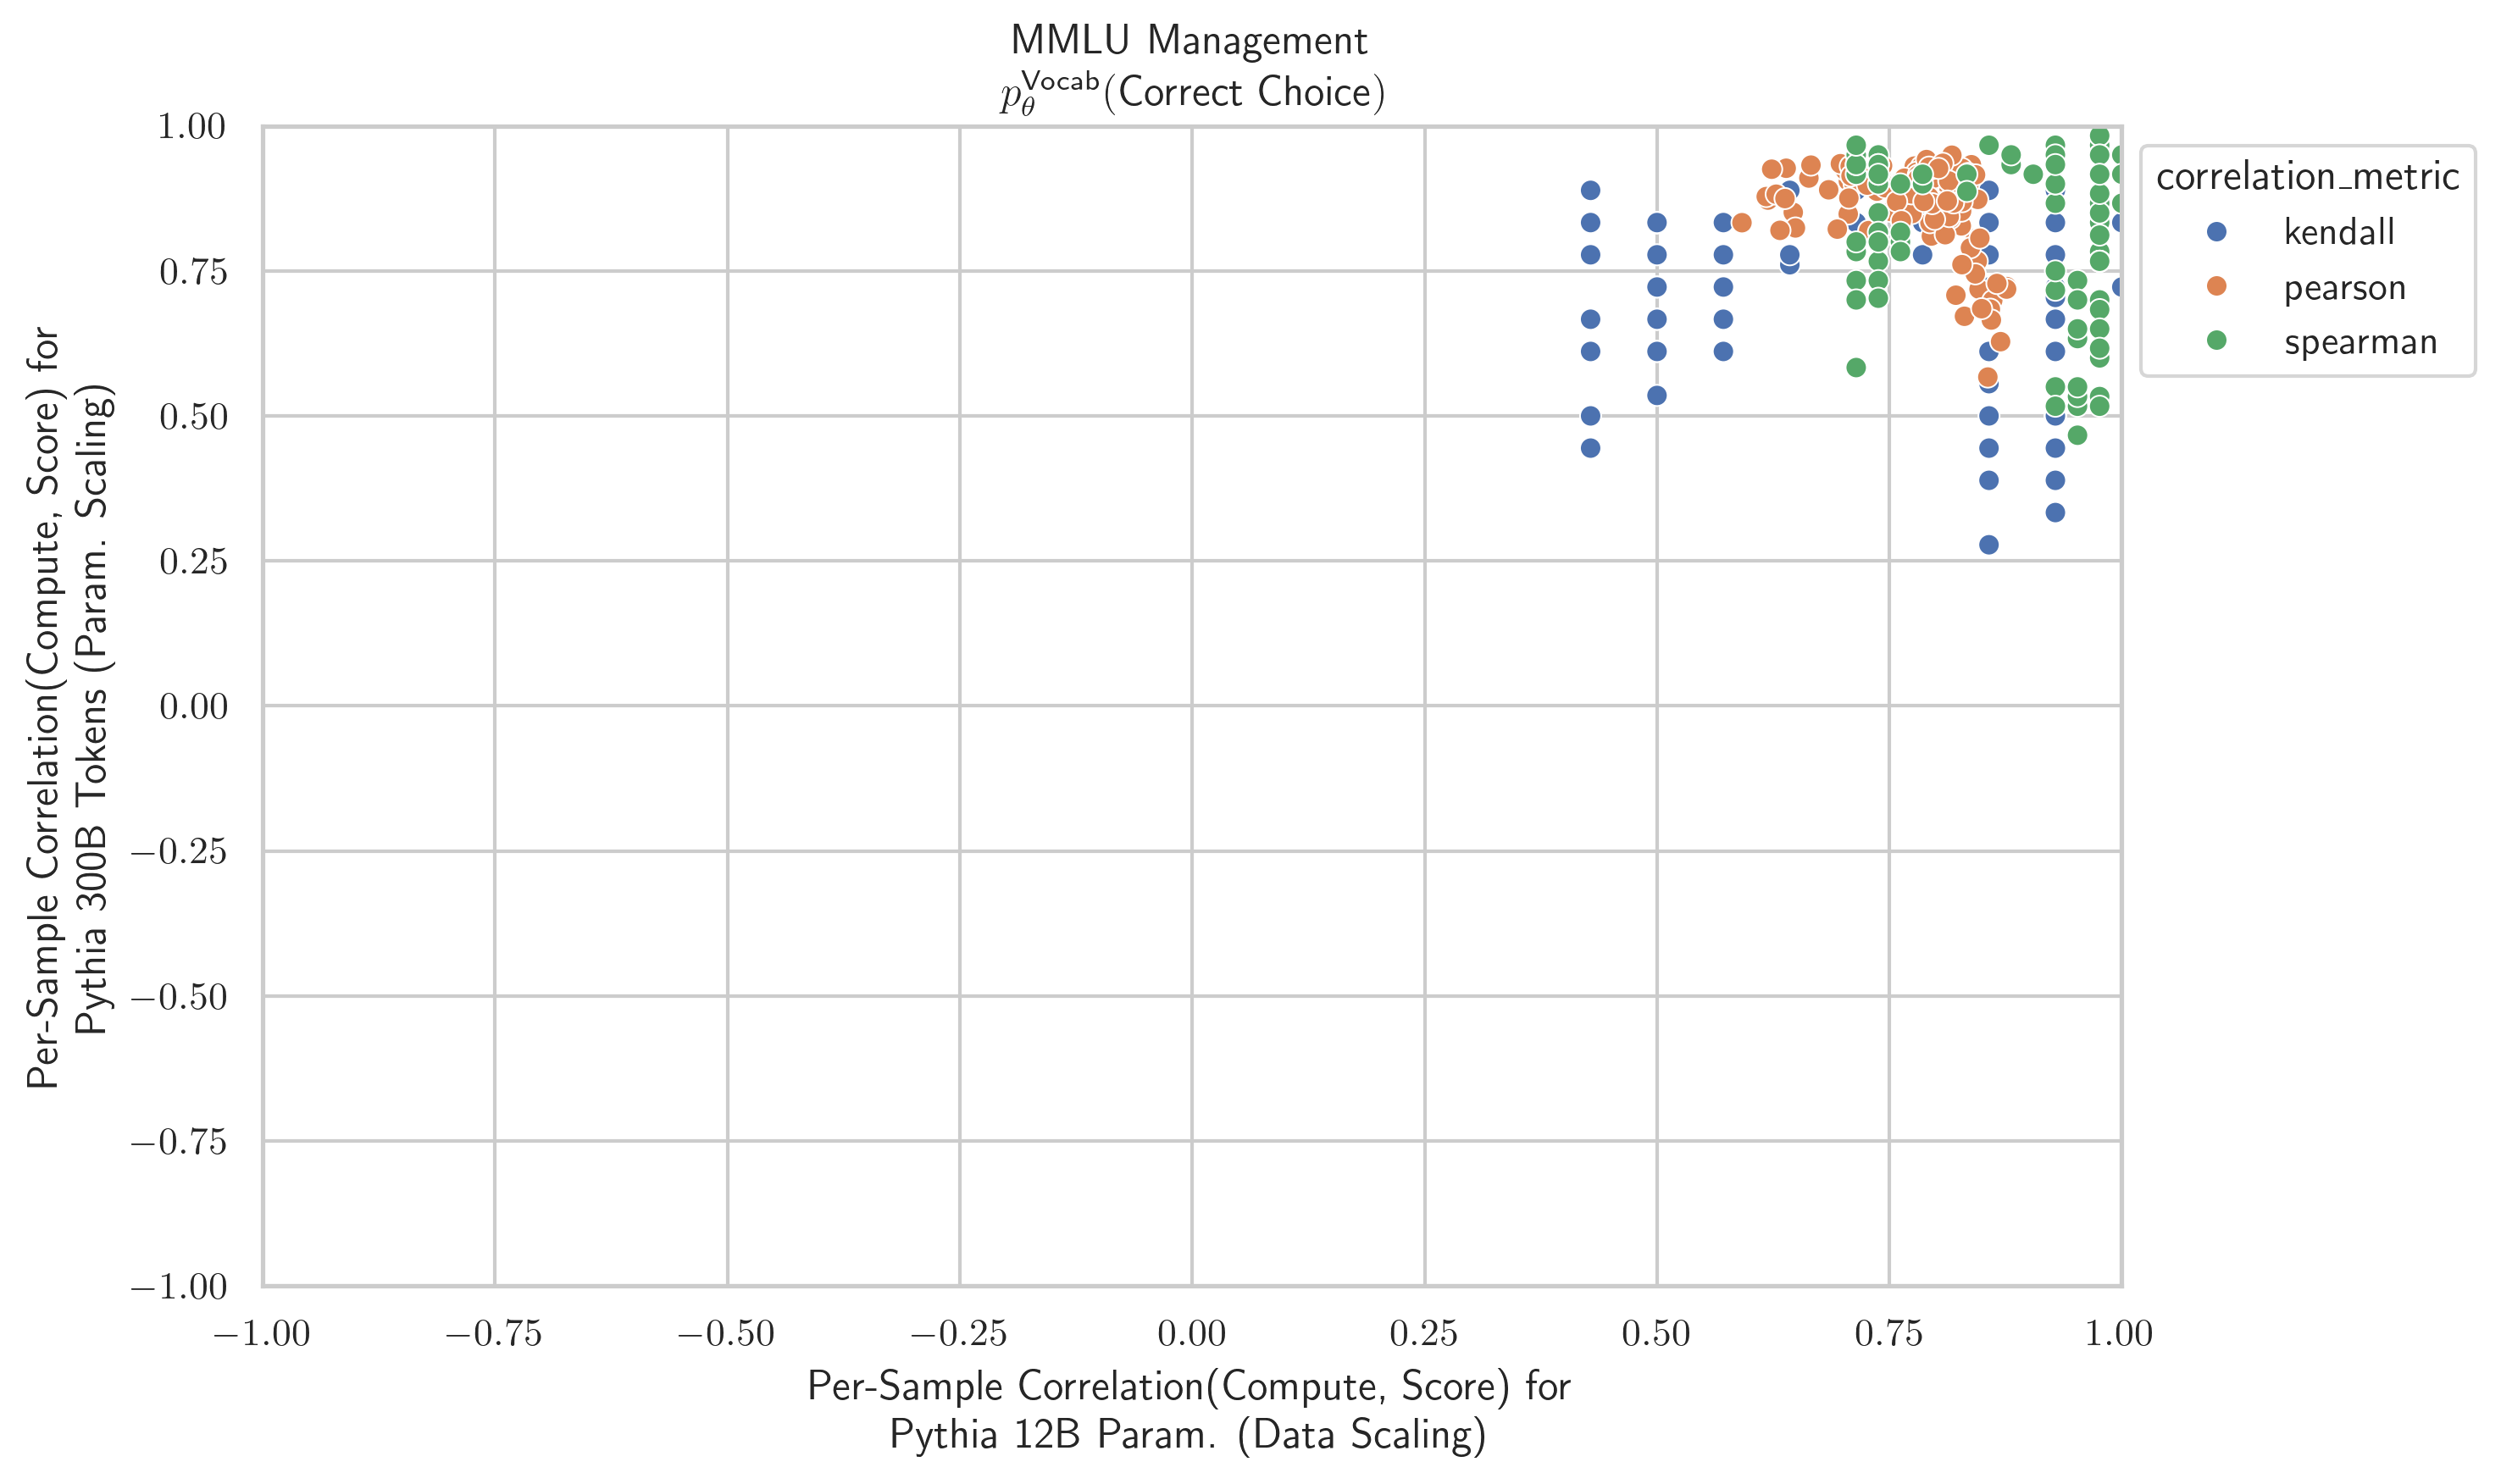 MMLU Management
p_θ^Vocab(Correct Choice)
Per-Sample Correlation(Compute, Score) for
Pythia 300B Tokens (Param. Scaling)
1.00
0.75
0.50
0.25
0.00
−0.25
−0.50
−0.75
−1.00
−1.00
−0.75
−0.50
−0.25
0.00
0.25
0.50
0.75
1.00
Per-Sample Correlation(Compute, Score) for
Pythia 12B Param. (Data Scaling)
correlation_metric
kendall
pearson
spearman